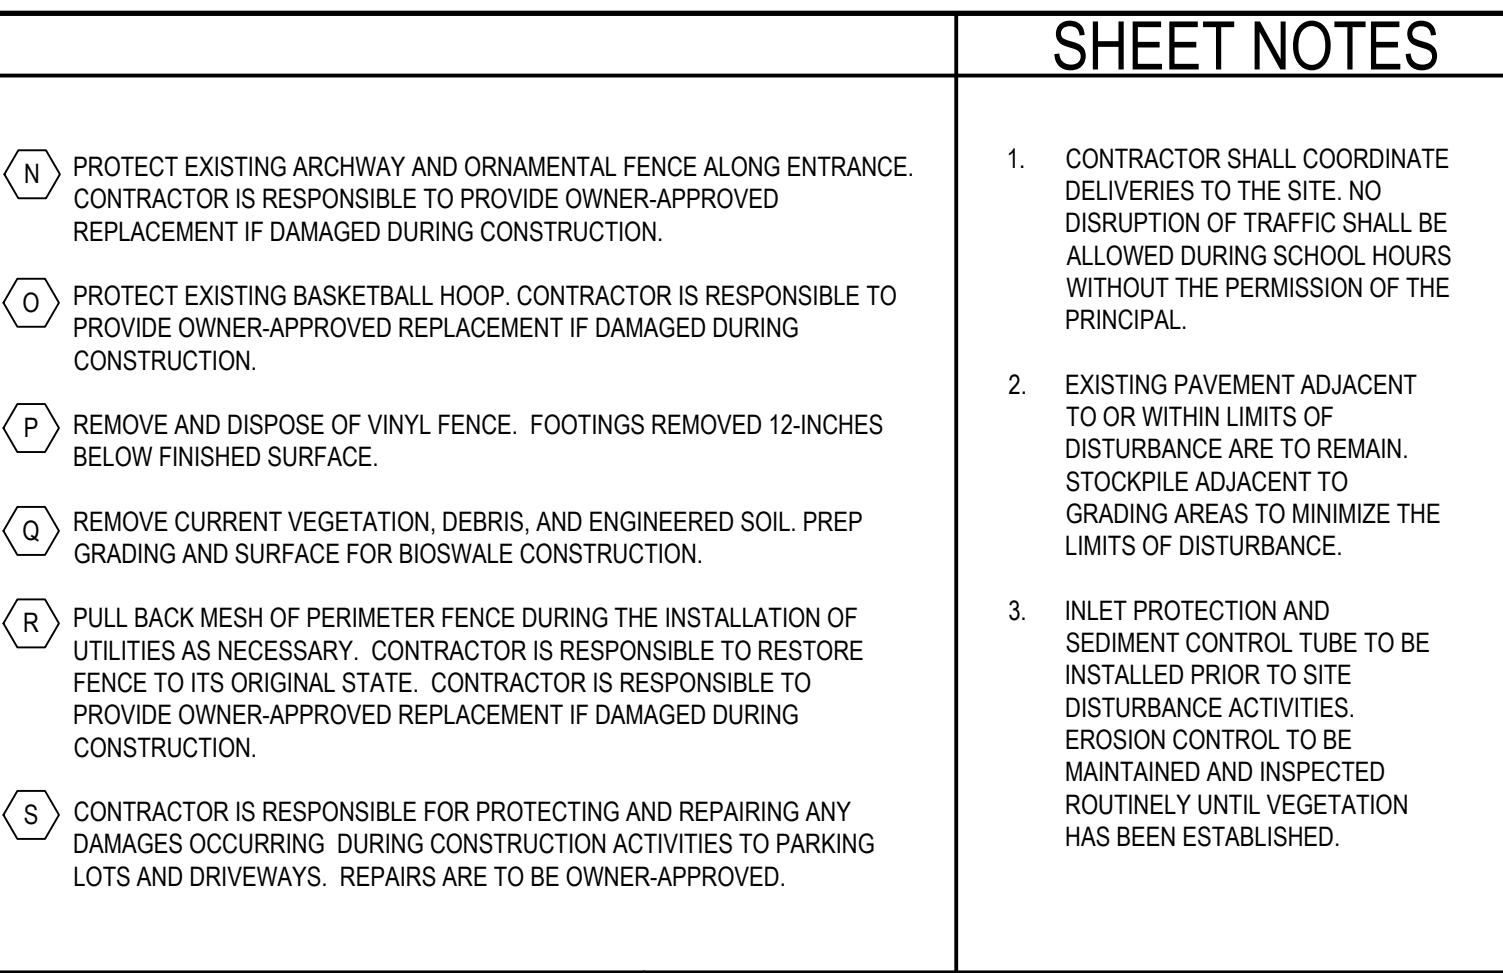 SHEET NOTES
N PROTECT EXISTING ARCHWAY AND ORNAMENTAL FENCE ALONG ENTRANCE.
CONTRACTOR IS RESPONSIBLE TO PROVIDE OWNER-APPROVED
REPLACEMENT IF DAMAGED DURING CONSTRUCTION.
O PROTECT EXISTING BASKETBALL HOOP. CONTRACTOR IS RESPONSIBLE TO
PROVIDE OWNER-APPROVED REPLACEMENT IF DAMAGED DURING
CONSTRUCTION.
P REMOVE AND DISPOSE OF VINYL FENCE. FOOTINGS REMOVED 12-INCHES
BELOW FINISHED SURFACE.
Q REMOVE CURRENT VEGETATION, DEBRIS, AND ENGINEERED SOIL. PREP
GRADING AND SURFACE FOR BIOSWALE CONSTRUCTION.
R PULL BACK MESH OF PERIMETER FENCE DURING THE INSTALLATION OF
UTILITIES AS NECESSARY. CONTRACTOR IS RESPONSIBLE TO RESTORE
FENCE TO ITS ORIGINAL STATE. CONTRACTOR IS RESPONSIBLE TO
PROVIDE OWNER-APPROVED REPLACEMENT IF DAMAGED DURING
CONSTRUCTION.
S CONTRACTOR IS RESPONSIBLE FOR PROTECTING AND REPAIRING ANY
DAMAGES OCCURRING DURING CONSTRUCTION ACTIVITIES TO PARKING
LOTS AND DRIVEWAYS. REPAIRS ARE TO BE OWNER-APPROVED.
1. CONTRACTOR SHALL COORDINATE
DELIVERIES TO THE SITE. NO
DISRUPTION OF TRAFFIC SHALL BE
ALLOWED DURING SCHOOL HOURS
WITHOUT THE PERMISSION OF THE
PRINCIPAL.
2. EXISTING PAVEMENT ADJACENT
TO OR WITHIN LIMITS OF
DISTURBANCE ARE TO REMAIN.
STOCKPILE ADJACENT TO
GRADING AREAS TO MINIMIZE THE
LIMITS OF DISTURBANCE.
3. INLET PROTECTION AND
SEDIMENT CONTROL TUBE TO BE
INSTALLED PRIOR TO SITE
DISTURBANCE ACTIVITIES.
EROSION CONTROL TO BE
MAINTAINED AND INSPECTED
ROUTINELY UNTIL VEGETATION
HAS BEEN ESTABLISHED.